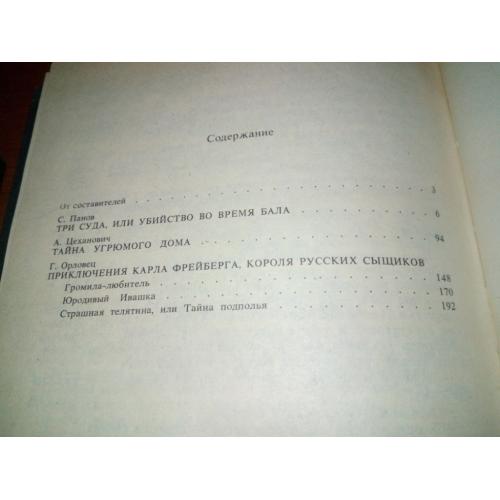 Содержание
От составителей . . . . . . . . . . . . . . . . 3
С. Панов
ТРИ СУДА, ИЛИ УБИЙСТВО ВО ВРЕМЯ БАЛА . . . . . . . . 6
А. Цеханович
ТАЙНА УГРЮМОГО ДОМА . . . . . . . . . . . . . 94
Г. Орловец
ПРИКЛЮЧЕНИЯ КАРЛА ФРЕЙБЕРГА, КОРОЛЯ РУССКИХ СЫЩИКОВ
Громила-любитель . . . . . . . . . . . . . . . 148
Юродивый Ивашка . . . . . . . . . . . . . . . 170
Страшная телятина, или Тайна подполья . . . . . . . . . 192